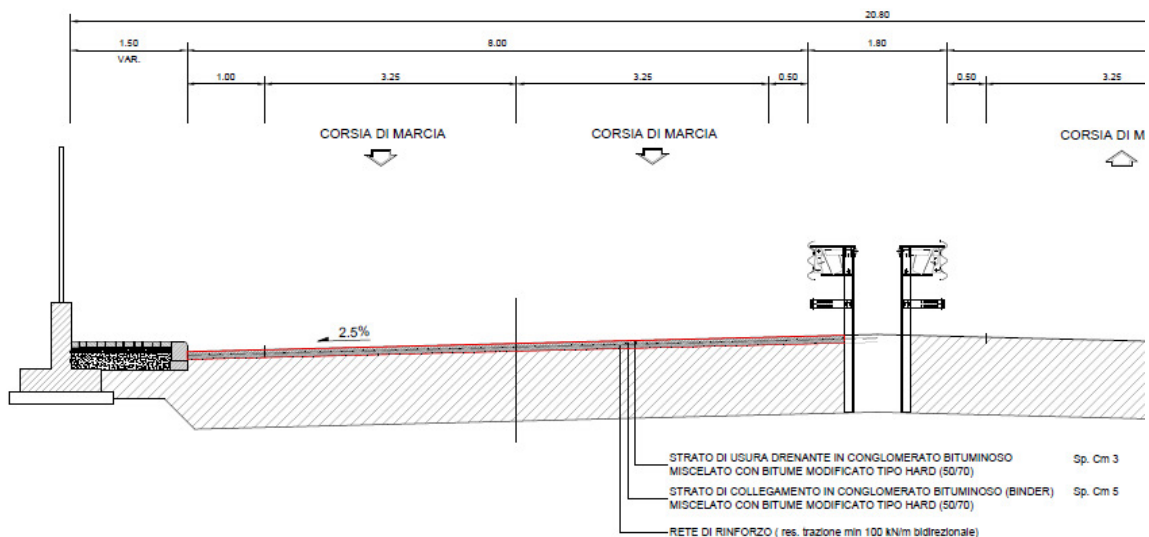 20.80
1.50
VAR.
8.00
1.80
1.00
3.25
3.25
0.50
0.50
3.25
CORSIA DI MARCIA
CORSIA DI MARCIA
CORSIA DI M
2.5%
STRATO DI USURA DRENANTE IN CONGLOMERATO BITUMINOSO Sp. Cm 3
MISCELATO CON BITUME MODIFICATO TIPO HARD (50/70)
STRATO DI COLLEGAMENTO IN CONGLOMERATO BITUMINOSO (BINDER) Sp. Cm 5
MISCELATO CON BITUME MODIFICATO TIPO HARD (50/70)
RETE DI RINFORZO ( res. trazione min 100 kN/m bidirezionale)